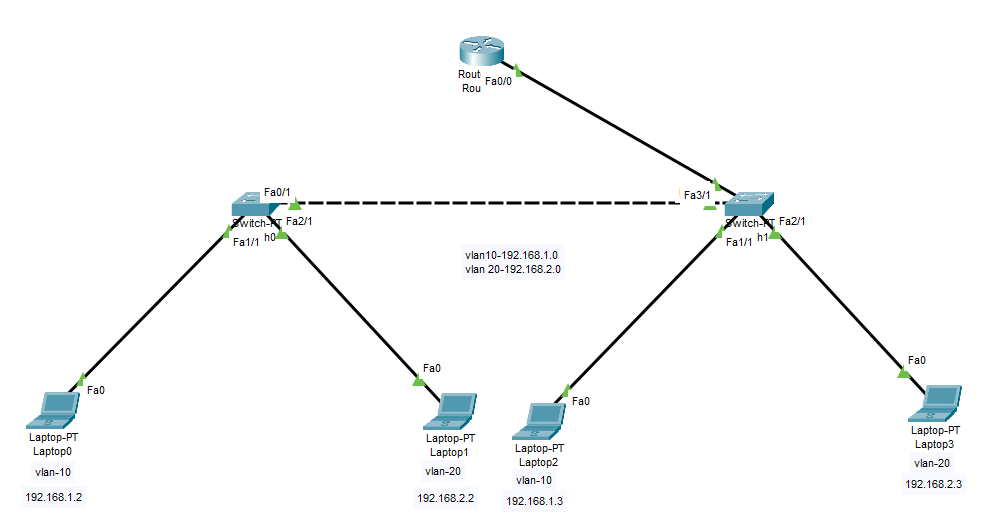 Rout
Rou
Fa0/0
Fa0/1
Fa3/1
Switch-PT
h0
Fa2/1
Fa1/1
Switch-PT
h1
Fa2/1
Fa1/1
vlan10-192.168.1.0
vlan 20-192.168.2.0
Fa0
Laptop-PT
Laptop0
vlan-10
192.168.1.2
Fa0
Laptop-PT
Laptop1
vlan-20
192.168.2.2
Fa0
Laptop-PT
Laptop2
vlan-10
192.168.1.3
Fa0
Laptop-PT
Laptop3
vlan-20
192.168.2.3